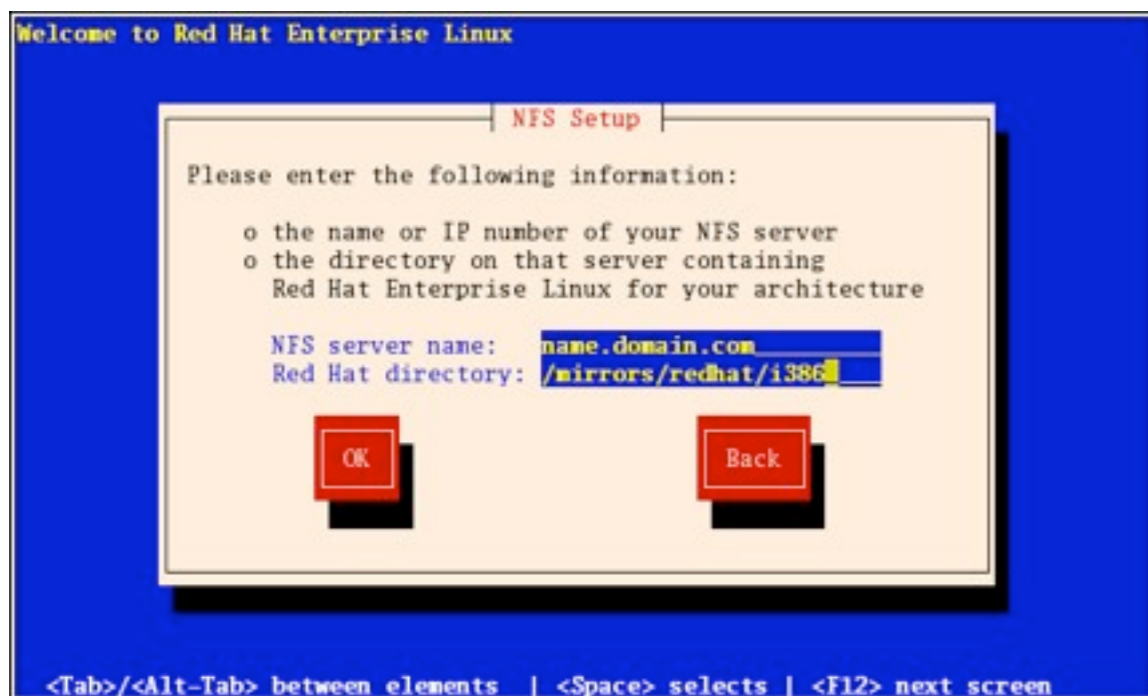 Welcome to Red Hat Enterprise Linux
NFS Setup
Please enter the following information:
o the name or IP number of your NFS server
o the directory on that server containing
Red Hat Enterprise Linux for your architecture
NFS server name: name.domain.com
Red Hat directory: /mirrors/redhat/i386
OK Back
<Tab>/<Alt-Tab> between elements | <Space> selects | <F12> next screen